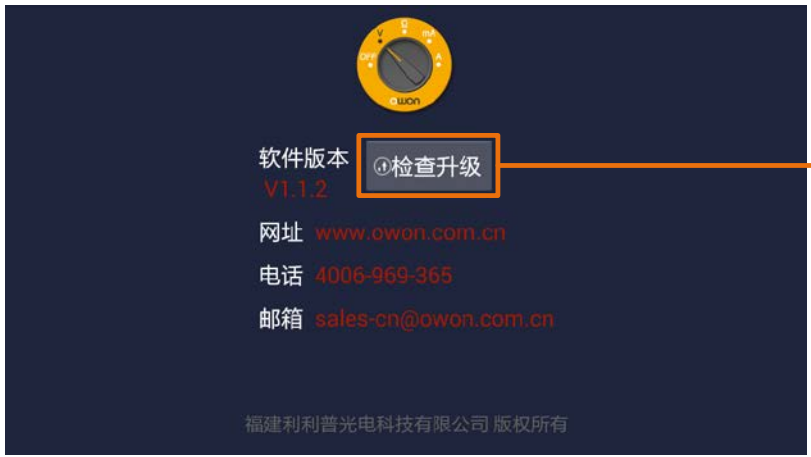 V Ω mA
OFF A
owon
软件版本 检查升级
V1.1.2
网址 www.owon.com.cn
电话 4006-969-365
邮箱 sales-cn@owon.com.cn
福建利利普光电科技有限公司 版权所有